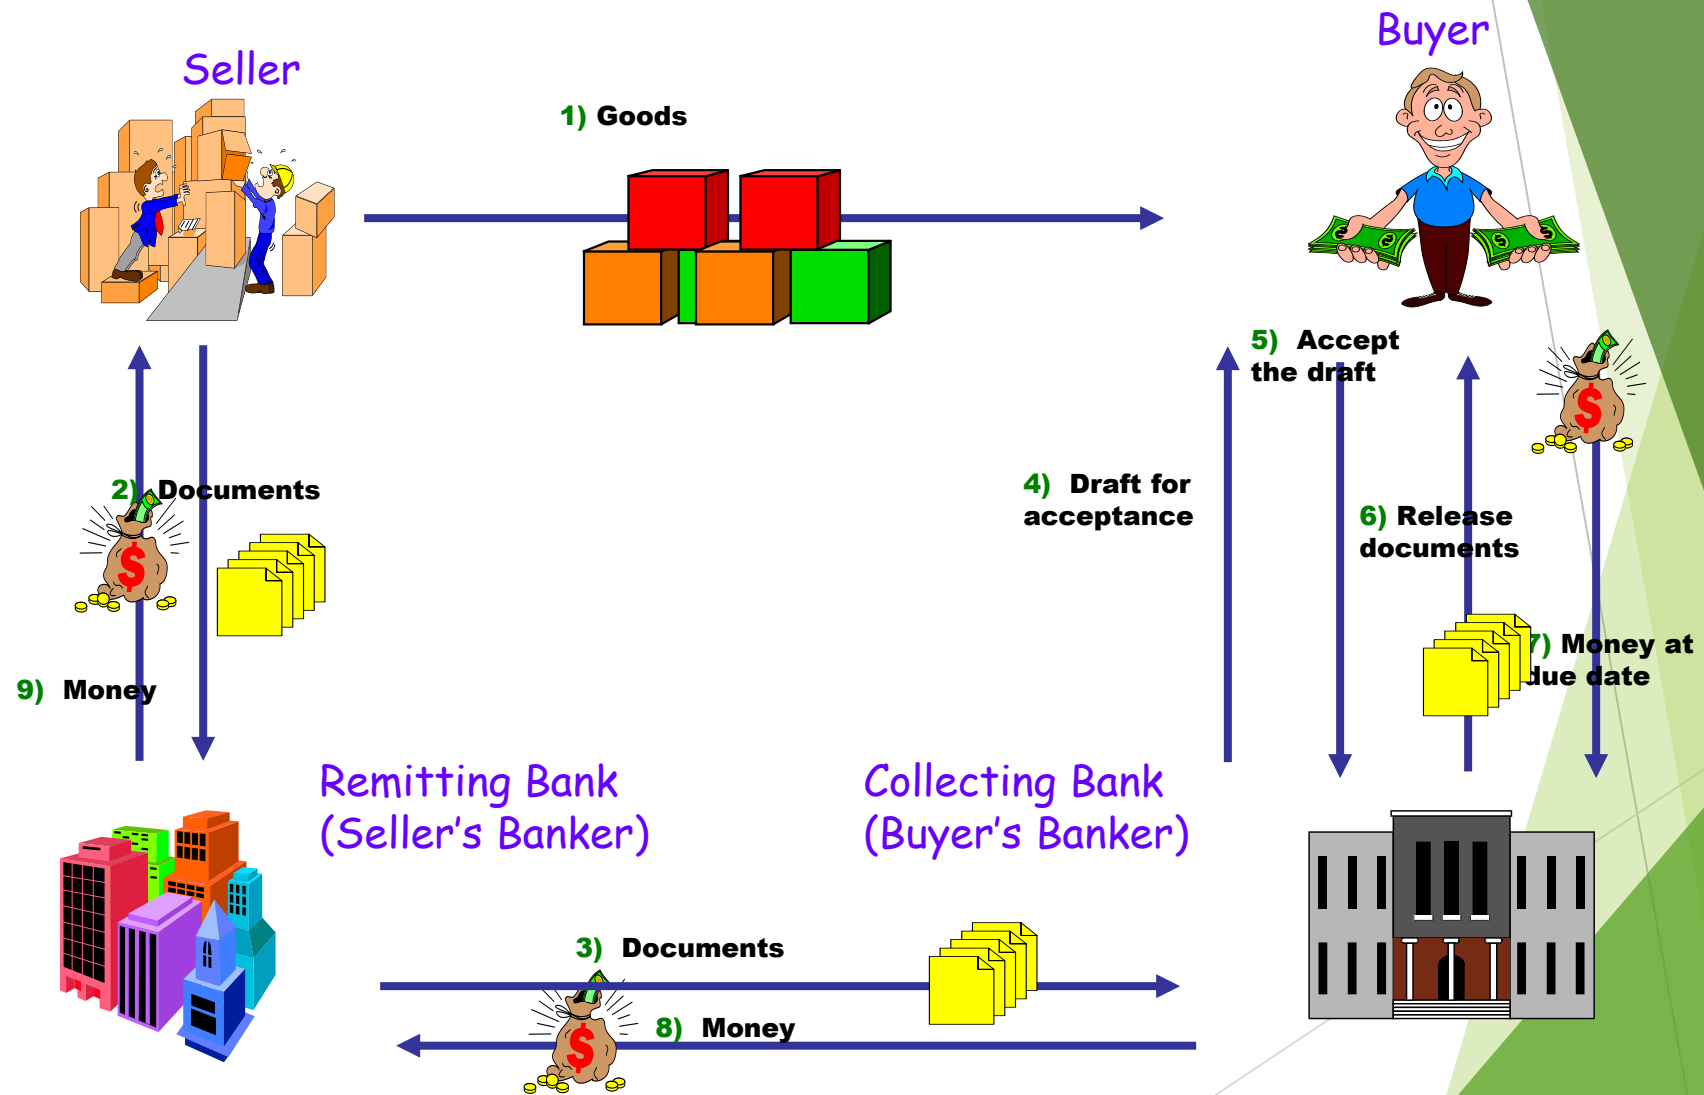 Seller
Buyer
1) Goods
5) Accept
the draft
4) Draft for
acceptance
2) Documents
6) Release
documents
7) Money at
due date
9) Money
Remitting Bank
(Seller's Banker)
Collecting Bank
(Buyer's Banker)
3) Documents
8) Money
$
$
$